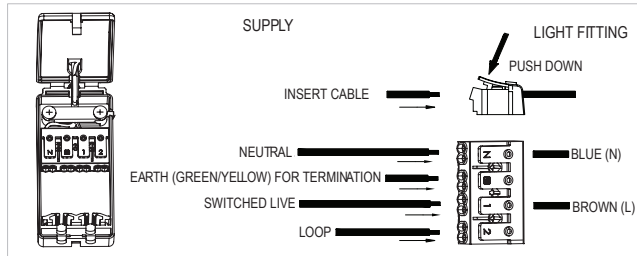 SUPPLY
LIGHT FITTING
PUSH DOWN
INSERT CABLE
NEUTRAL
BLUE (N)
EARTH (GREEN/YELLOW) FOR TERMINATION
SWITCHED LIVE
BROWN (L)
LOOP
N 1 2
N
1
2